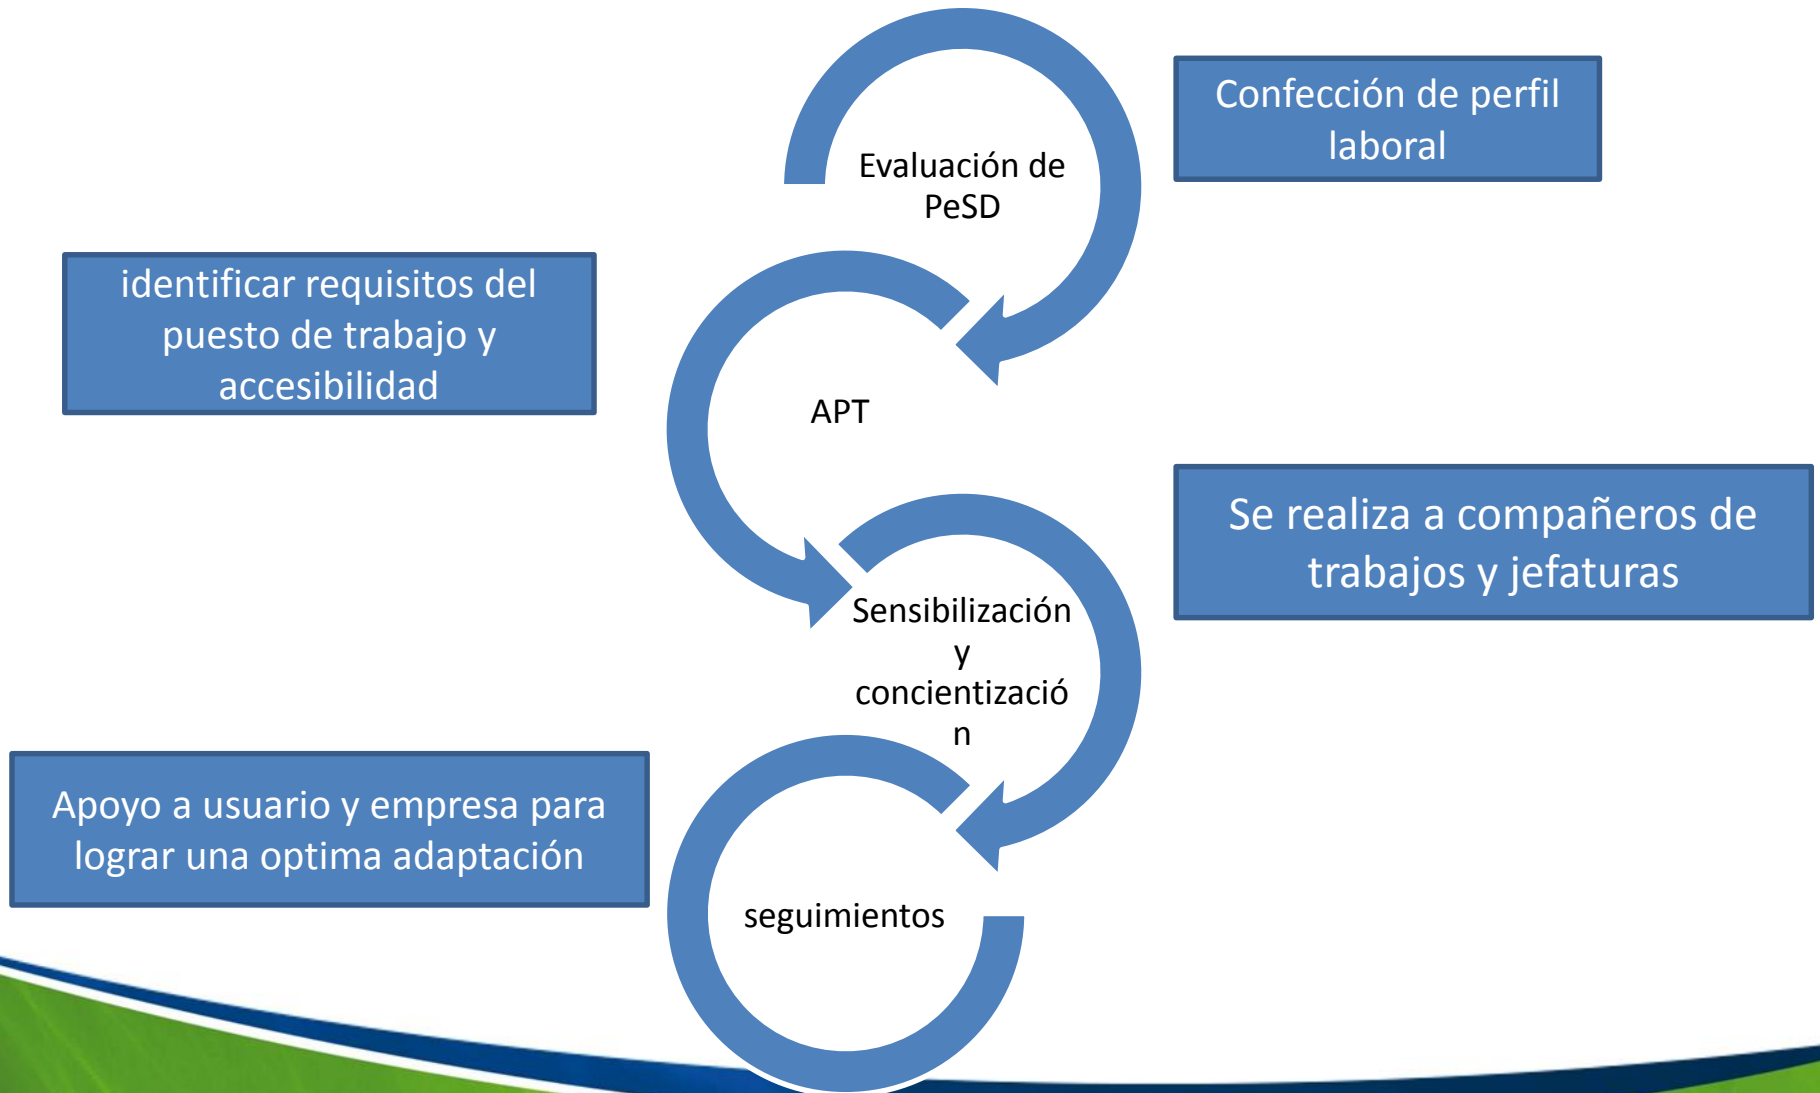 Confección de perfil
laboral
Evaluación de
PeSD
identificar requisitos del
puesto de trabajo y
accesibilidad
APT
Se realiza a compañeros de
trabajos y jefaturas
Sensibilización
y
concientizació
n
Apoyo a usuario y empresa para
lograr una optima adaptación
seguimientos